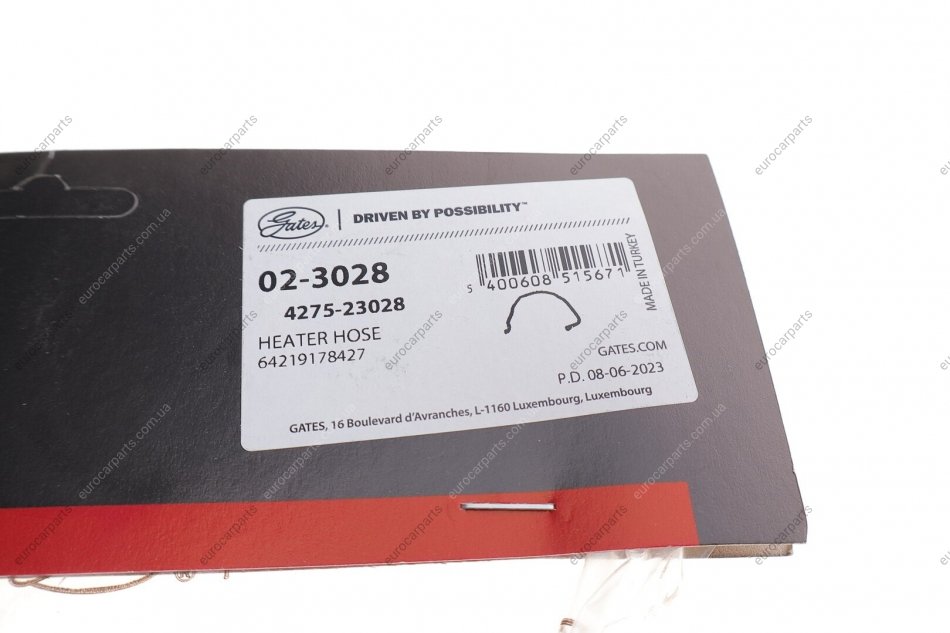 Gates® | DRIVEN BY POSSIBILITY™
02-3028
4275-23028
HEATER HOSE
64219178427
5 400608 515671
MADE IN TURKEY
GATES.COM
P.D. 08-06-2023
GATES, 16 Boulevard d'Avranches, L-1160 Luxembourg, Luxembourg
eurocarparts
eurocarparts.com.ua